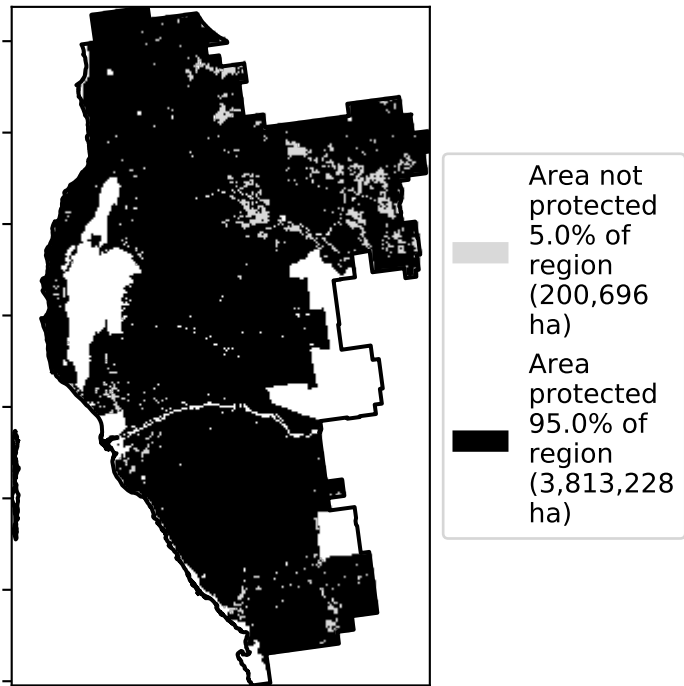 Area not
protected
5.0% of
region
(200,696
ha)
Area
protected
95.0% of
region
(3,813,228
ha)